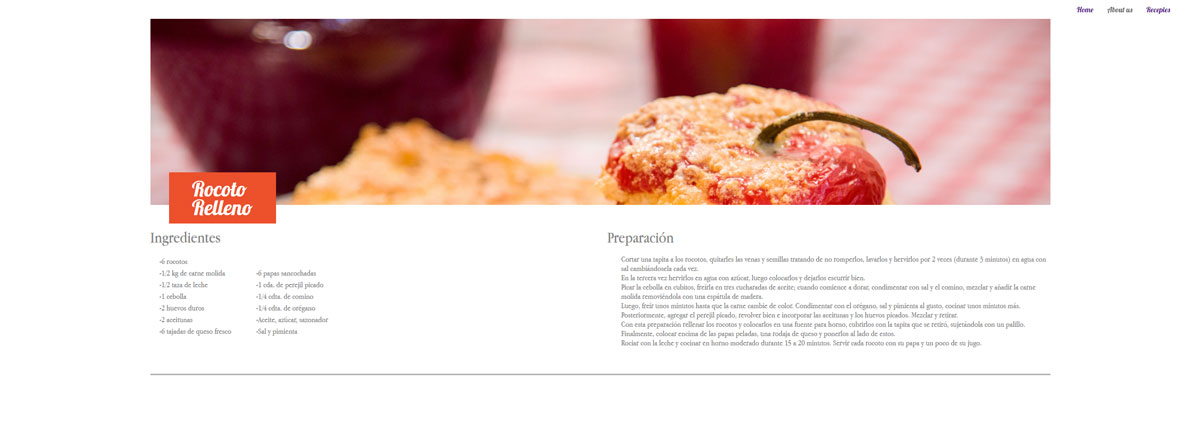 Home About us Recepies
Rocoto
Relleno
Ingredientes
-6 rocotos
-1/2 kg de carne molida
-1/2 taza de leche
-1 cebolla
-2 huevos duros
-2 aceitunas
-6 tajadas de queso fresco
-6 papas sancochadas
-1 cda. de perejil picado
-1/4 cdta. de comino
-1/4 cdta. de orégano
-Aceite, azúcar, sazonador
-Sal y pimienta
Preparación
Cortar una tapita a los rocotos, quitarles las venas y semillas tratando de no romperlos, lavarlos y hervirlos por 2 veces (durante 5 minutos) en agua con
sal cambiándosela cada vez.
En la tercera vez hervirlos en agua con azúcar, luego colocarlos y dejarlos escurrir bien.
Picar la cebolla en cubitos, freírla en tres cucharadas de aceite; cuando comience a dorar, condimentar con sal y el comino, mezclar y añadir la carne
molida removiéndola con una espátula de madera.
Luego, freír unos minutos hasta que la carne cambie de color. Condimentar con el orégano, sal y pimienta al gusto, cocinar unos minutos más.
Posteriormente, agregar el perejil picado, revolver bien e incorporar las aceitunas y los huevos picados. Mezclar y retirar.
Con esta preparación rellenar los rocotos y colocarlos en una fuente para horno, cubrirlos con la tapita que se retiró, sujetándola con un palillo.
Finalmente, colocar encima de las papas peladas, una rodaja de queso y ponerlos al lado de estos.
Rociar con la leche y cocinar en horno moderado durante 15 a 20 minutos. Servir cada rocoto con su papa y un poco de su jugo.